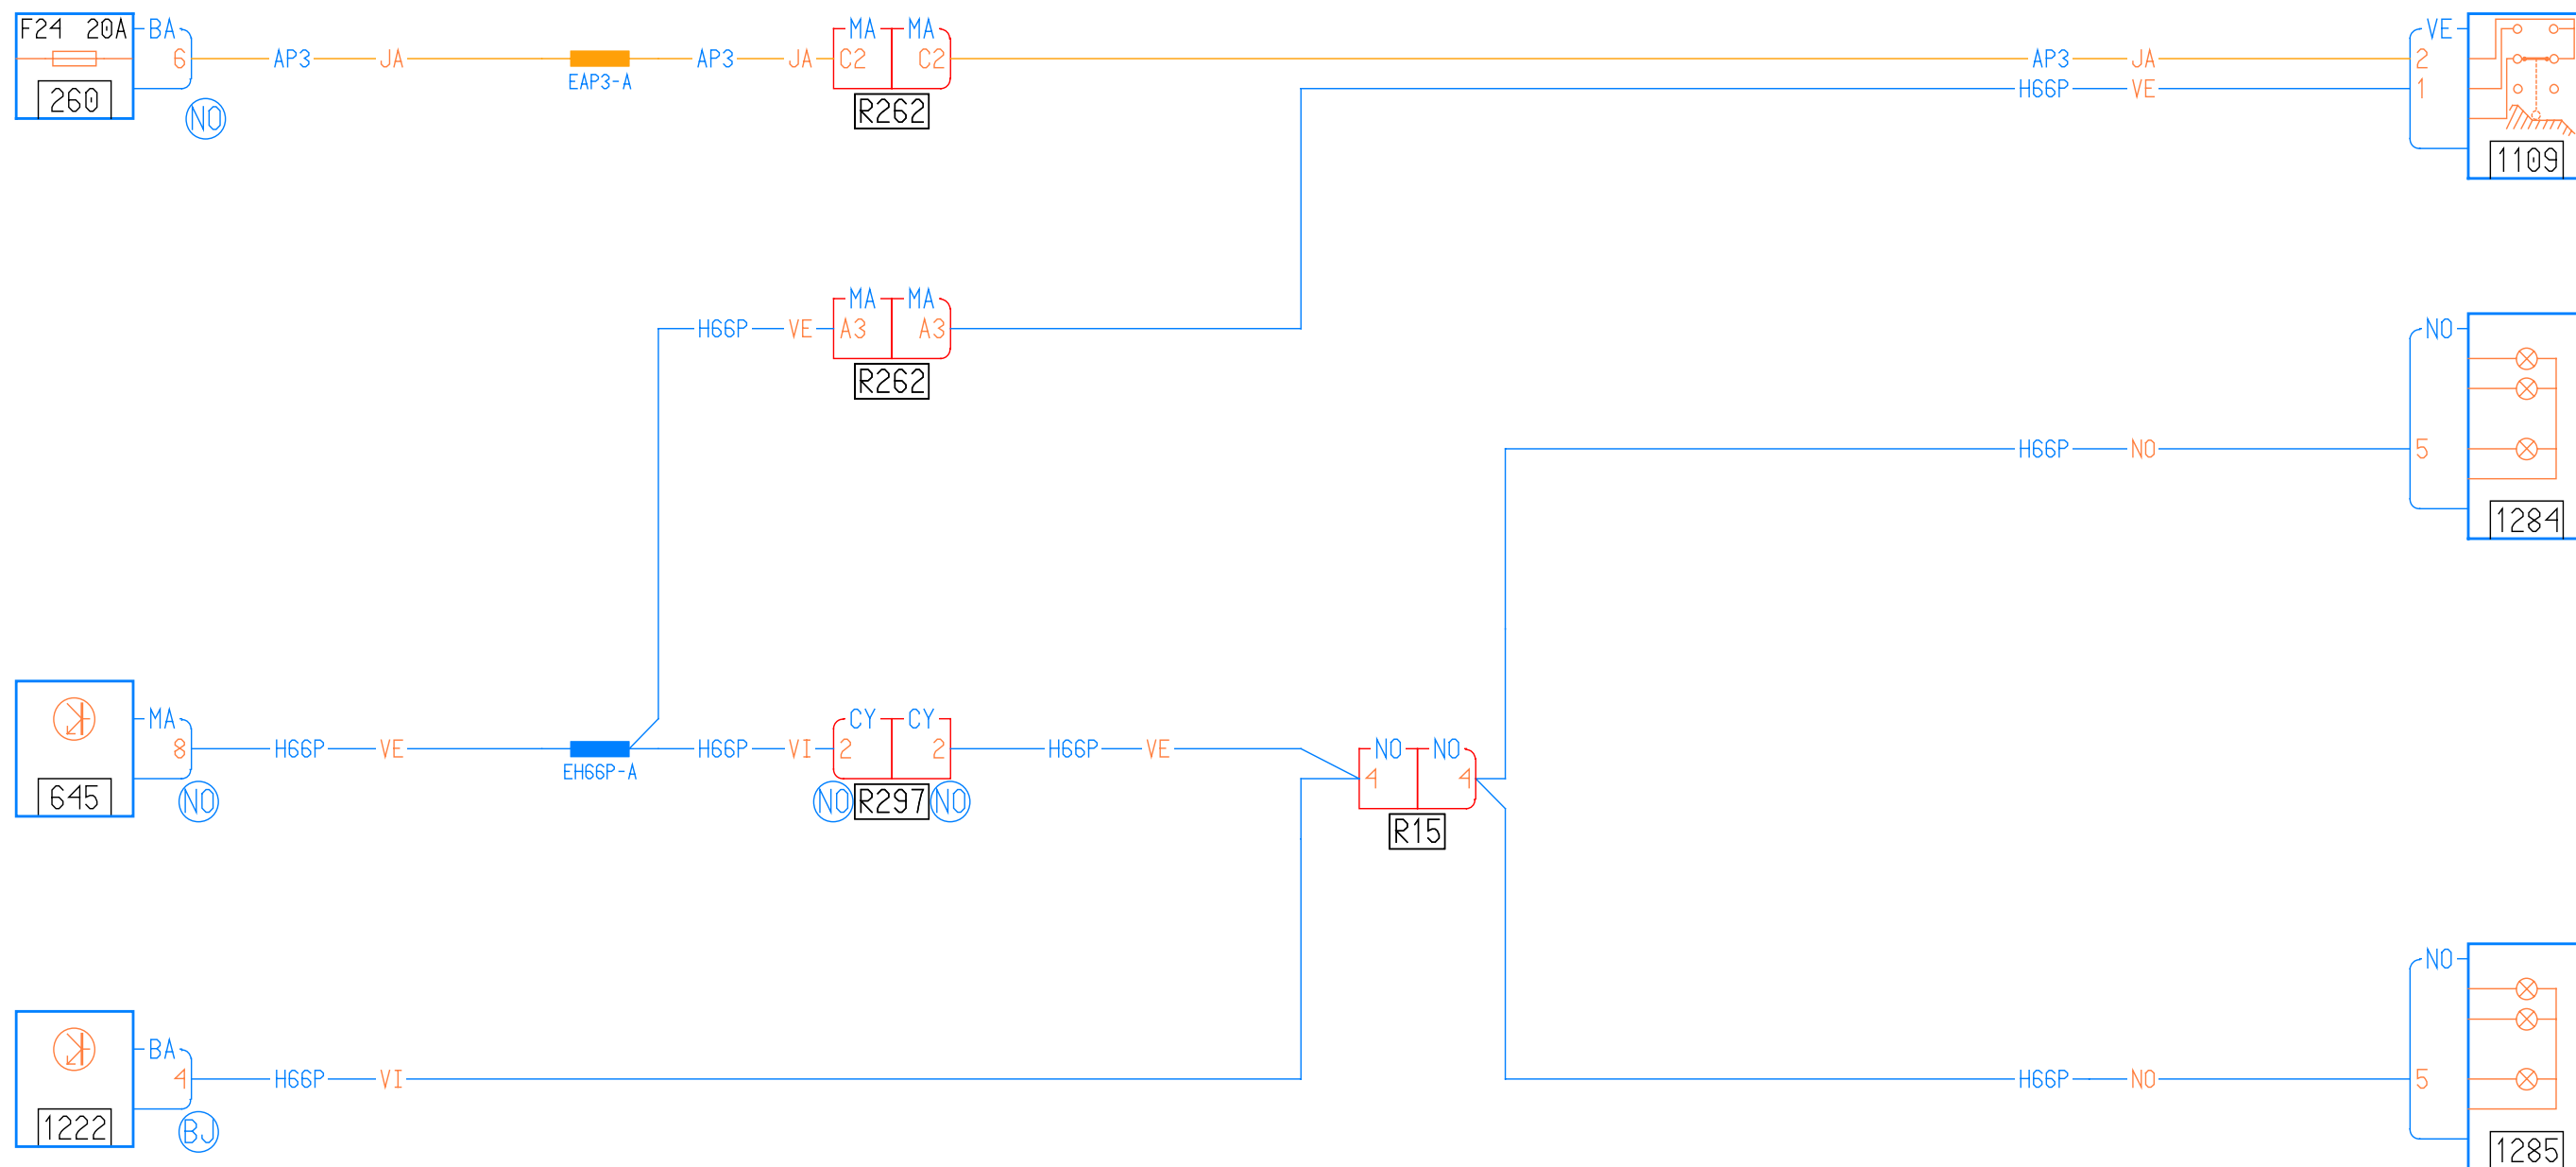 F24 20A BA MA MA VE
6 AP3 JA AP3 JA C2 C2 AP3 JA 2
EAP3-A H66P VE 1
260 NO R262 1109
MA MA NO
H66P VE A3 A3
R262
H66P NO 5
1284
MA CY CY NO NO
8 H66P VE H66P VI 2 2 H66P VE 4 4
EH66P-A
645 NO NO R297 NO R15
NO
BA
4 H66P VI H66P NO 5
1222 BJ 1285